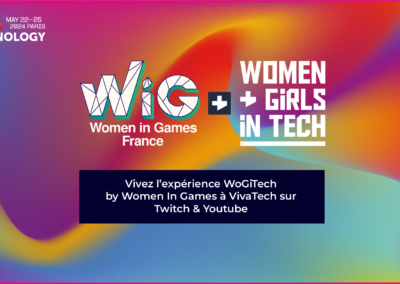 MAY 22–25
2024 PARIS
NOLOGY
WiG
Women in Games
France
+
WOMEN
+ GiRLS
iN TECH
Vivez l’expérience WoGiTech
by Women In Games à VivaTech sur
Twitch & Youtube